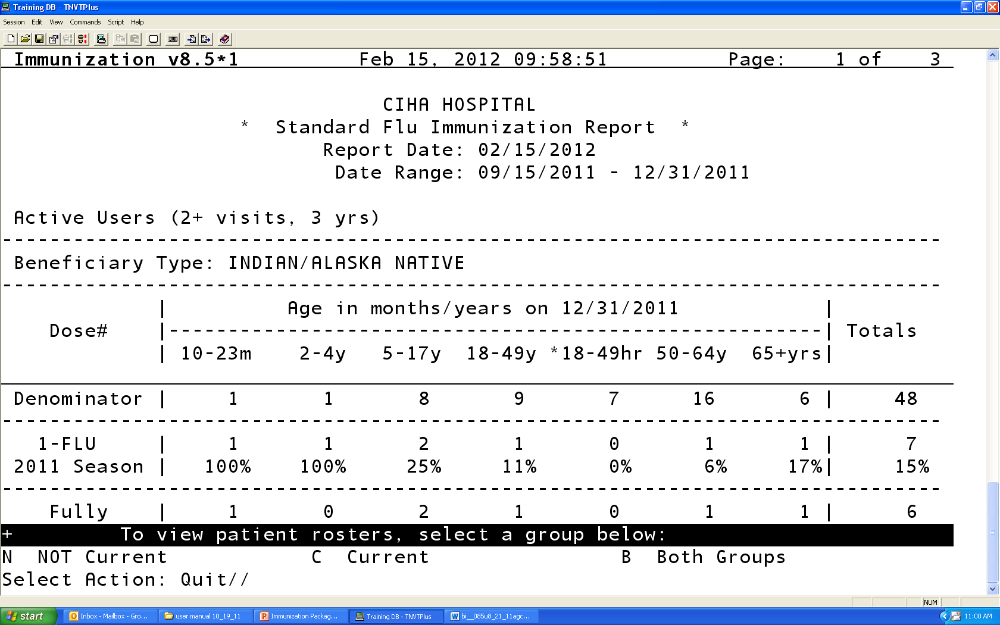 Training DB - TNVTPlus
Session Edit View Commands Script Help
Immunization v8.5*1 Feb 15, 2012 09:58:51 Page: 1 of 3
CIHA HOSPITAL
* Standard Flu Immunization Report *
Report Date: 02/15/2012
Date Range: 09/15/2011 - 12/31/2011
Active Users (2+ visits, 3 yrs)
--------------------------------------------------------------------------------
Beneficiary Type: INDIAN/ALASKA NATIVE
--------------------------------------------------------------------------------
| Age in months/years on 12/31/2011 |
Dose# |-------------------------------------------------------| Totals
| 10-23m 2-4y 5-17y 18-49y *18-49hr 50-64y 65+yrs|
Denominator | 1 1 8 9 7 16 6 | 48
--------------------------------------------------------------------------------
1-FLU | 1 1 2 1 0 1 1 | 7
2011 Season | 100% 100% 25% 11% 0% 6% 17%| 15%
--------------------------------------------------------------------------------
Fully | 1 0 2 1 0 1 1 | 6
+ To view patient rosters, select a group below:
N NOT Current C Current B Both Groups
Select Action: Quit//
NUM
start Inbox - Mailbox - Gro... user manual 10_19_11 Immunization Packag... Training DB - TNVTPlus bi__085u8_21_11agc... 11:00 AM